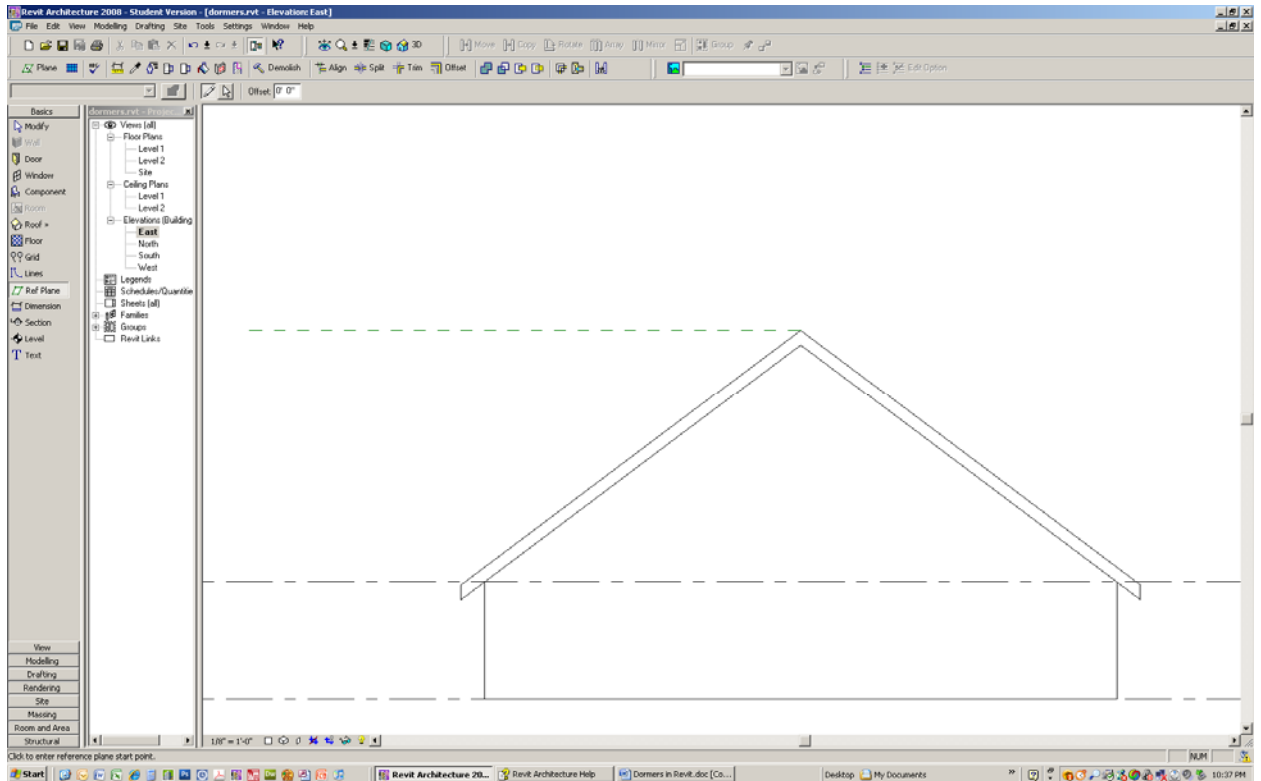 Revit Architecture 2008 - Student Version - [dormers.rvt - Elevation: East]
File Edit View Modelling Drafting Site Tools Settings Window Help
3D Move Copy Rotate Array Mirror Group
Plane Demolish Align Split Trim Offset Edit Option
Offset: 0' 0"
Basics
Modify
Wall
Door
Window
Component
Room
Roof »
Floor
Grid
Lines
Ref Plane
Dimension
Section
Level
T Text
View
Modelling
Drafting
Rendering
Site
Massing
Room and Area
Structural
dormers.rvt - Projec...
Views (all)
Floor Plans
Level 1
Level 2
Site
Ceiling Plans
Level 1
Level 2
Elevations (Building
East
North
South
West
Legends
Schedules/Quantitie
Sheets (all)
Families
Groups
Revit Links
1/8" = 1'-0"
Click to enter reference plane start point.
NUM
Start
Revit Architecture 20...
Revit Architecture Help
Dormers in Revit.doc [Co...
Desktop
My Documents
»
10:37 PM